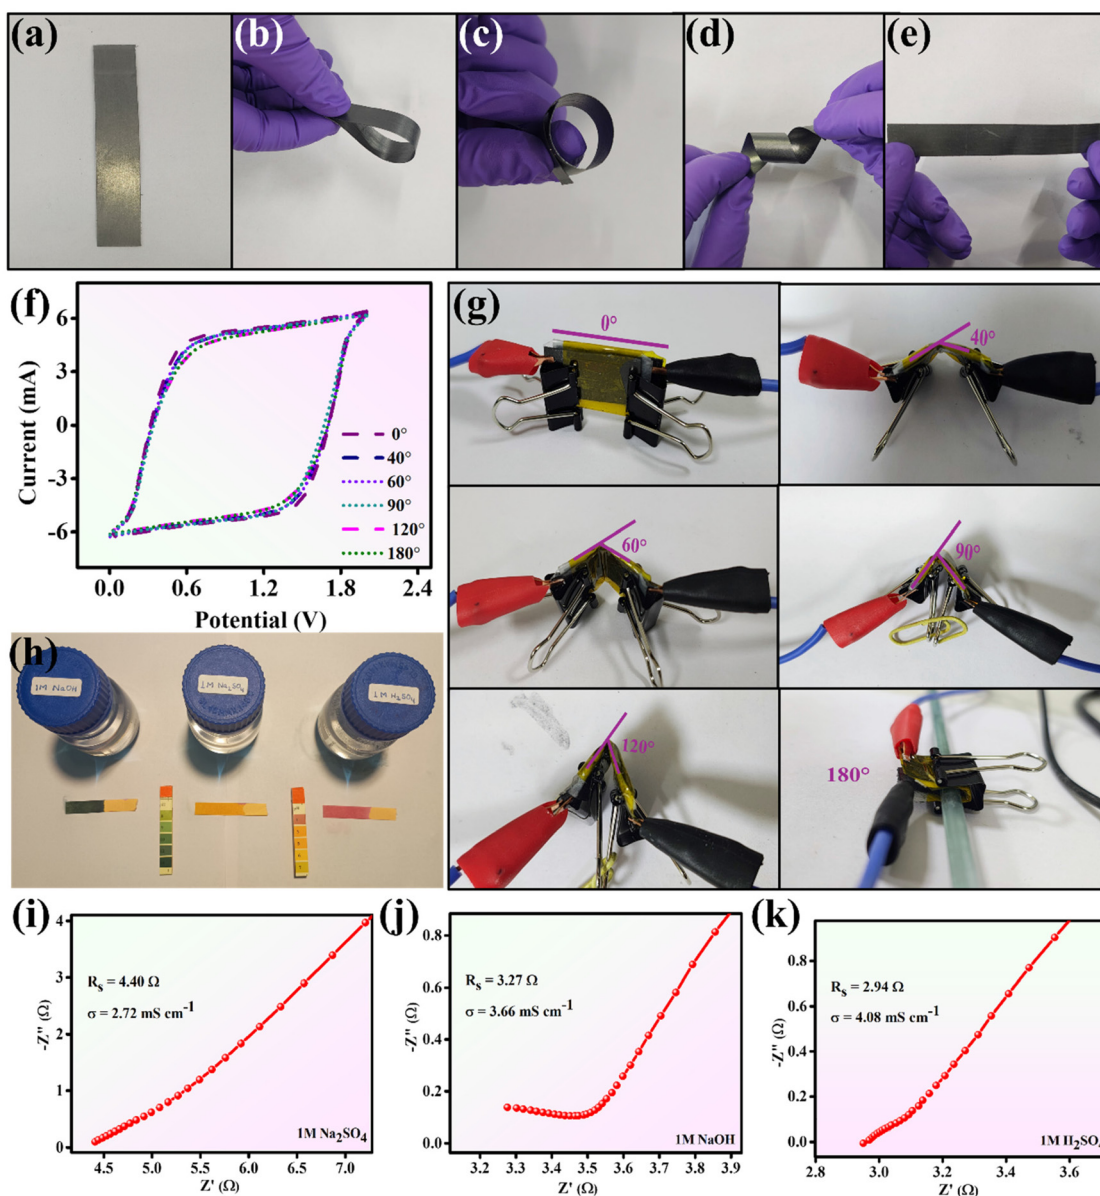 (a)
(b)
(c)
(d)
(e)
(f)
6
3
0
-3
-6
Current (mA)
0°
40°
60°
90°
120°
180°
0.0 0.6 1.2 1.8 2.4
Potential (V)
(g)
0°
40°
60°
90°
120°
180°
(h)
1M NaOH
1M Na₂SO₄
1M H₂SO₄
(i)
4
3
2
1
0
-Z" (Ω)
Rs = 4.40 Ω
σ = 2.72 mS cm⁻¹
1M Na₂SO₄
4.5 5.0 5.5 6.0 6.5 7.0
Z' (Ω)
(j)
0.8
0.6
0.4
0.2
0.0
-Z" (Ω)
Rs = 3.27 Ω
σ = 3.66 mS cm⁻¹
1M NaOH
3.2 3.3 3.4 3.5 3.6 3.7 3.8 3.9
Z' (Ω)
(k)
0.8
0.6
0.4
0.2
0.0
-Z" (Ω)
Rs = 2.94 Ω
σ = 4.08 mS cm⁻¹
1M H₂SO₄
2.8 3.0 3.2 3.4 3.6
Z' (Ω)